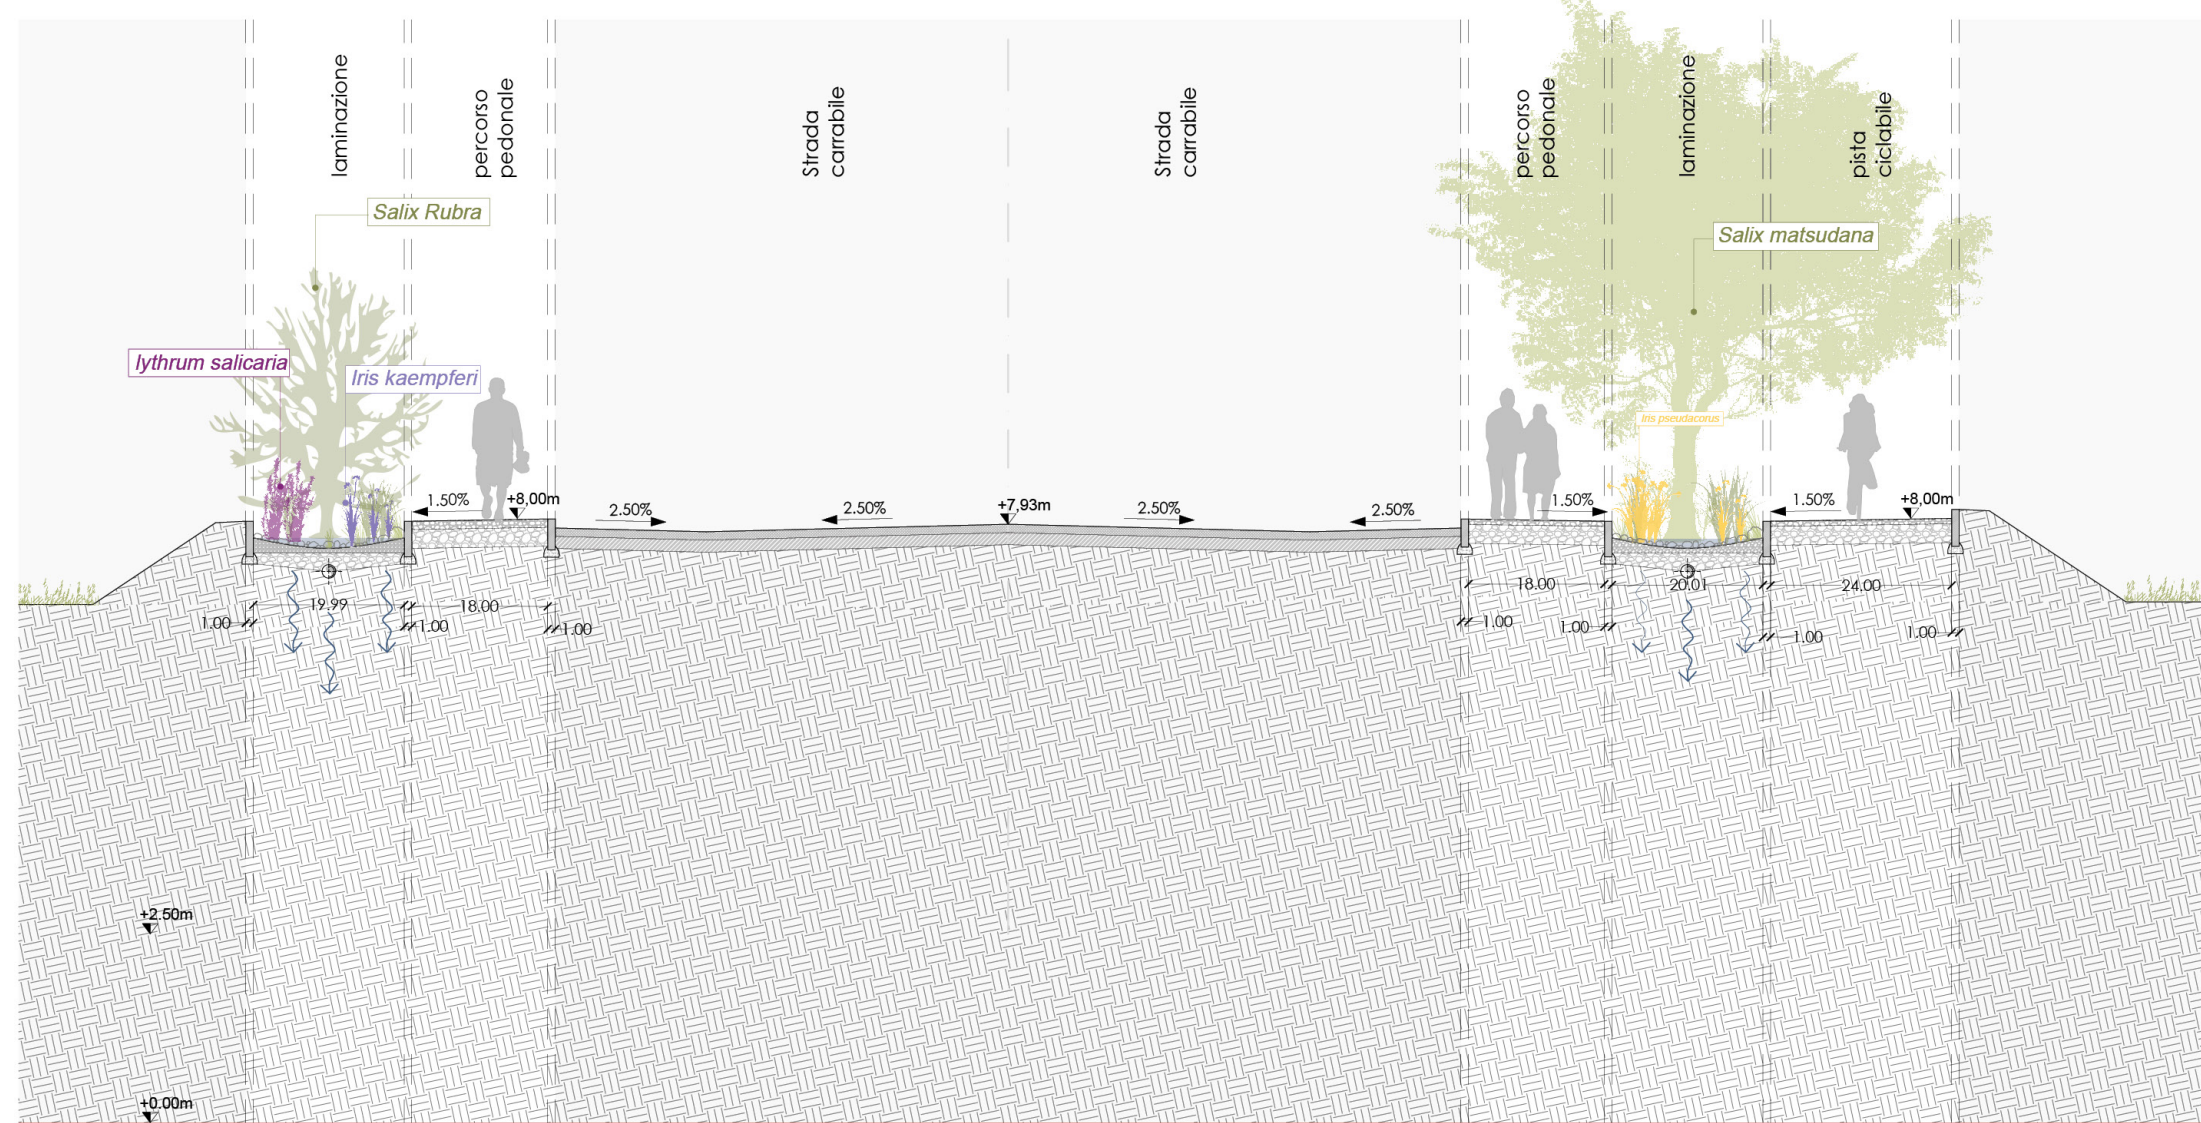 laminazione
percorso
pedonale
Strada
carrabile
Strada
carrabile
percorso
pedonale
laminazione
pista
ciclabile
Salix Rubra
Salix matsudana
lythrum salicaria
Iris kaempferi
Iris pseudacorus
1.50%
+8,00m
2.50%
2.50%
+7,93m
2.50%
2.50%
1.50%
1.50%
+8,00m
19.99
18.00
18.00
20.01
24.00
1.00
1.00
1.00
1.00
1.00
1.00
1.00
+2.50m
+0.00m